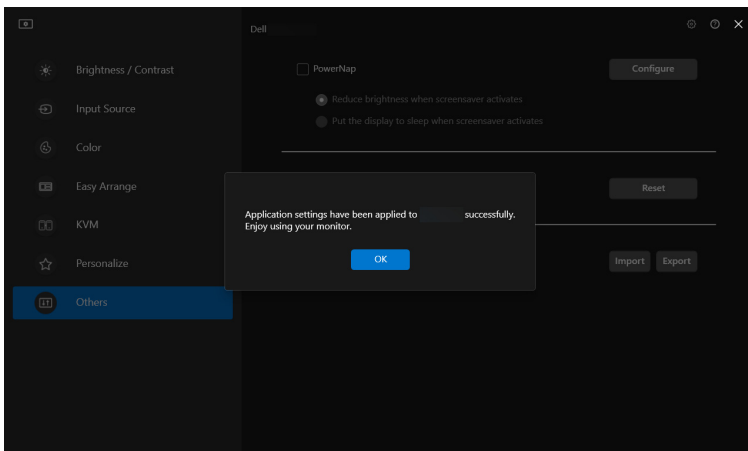 Dell
Brightness / Contrast
Input Source
Color
Easy Arrange
KVM
Personalize
Others
PowerNap
Configure
Reduce brightness when screensaver activates
Put the display to sleep when screensaver activates
Reset
Application settings have been applied to successfully.
Enjoy using your monitor.
OK
Import Export